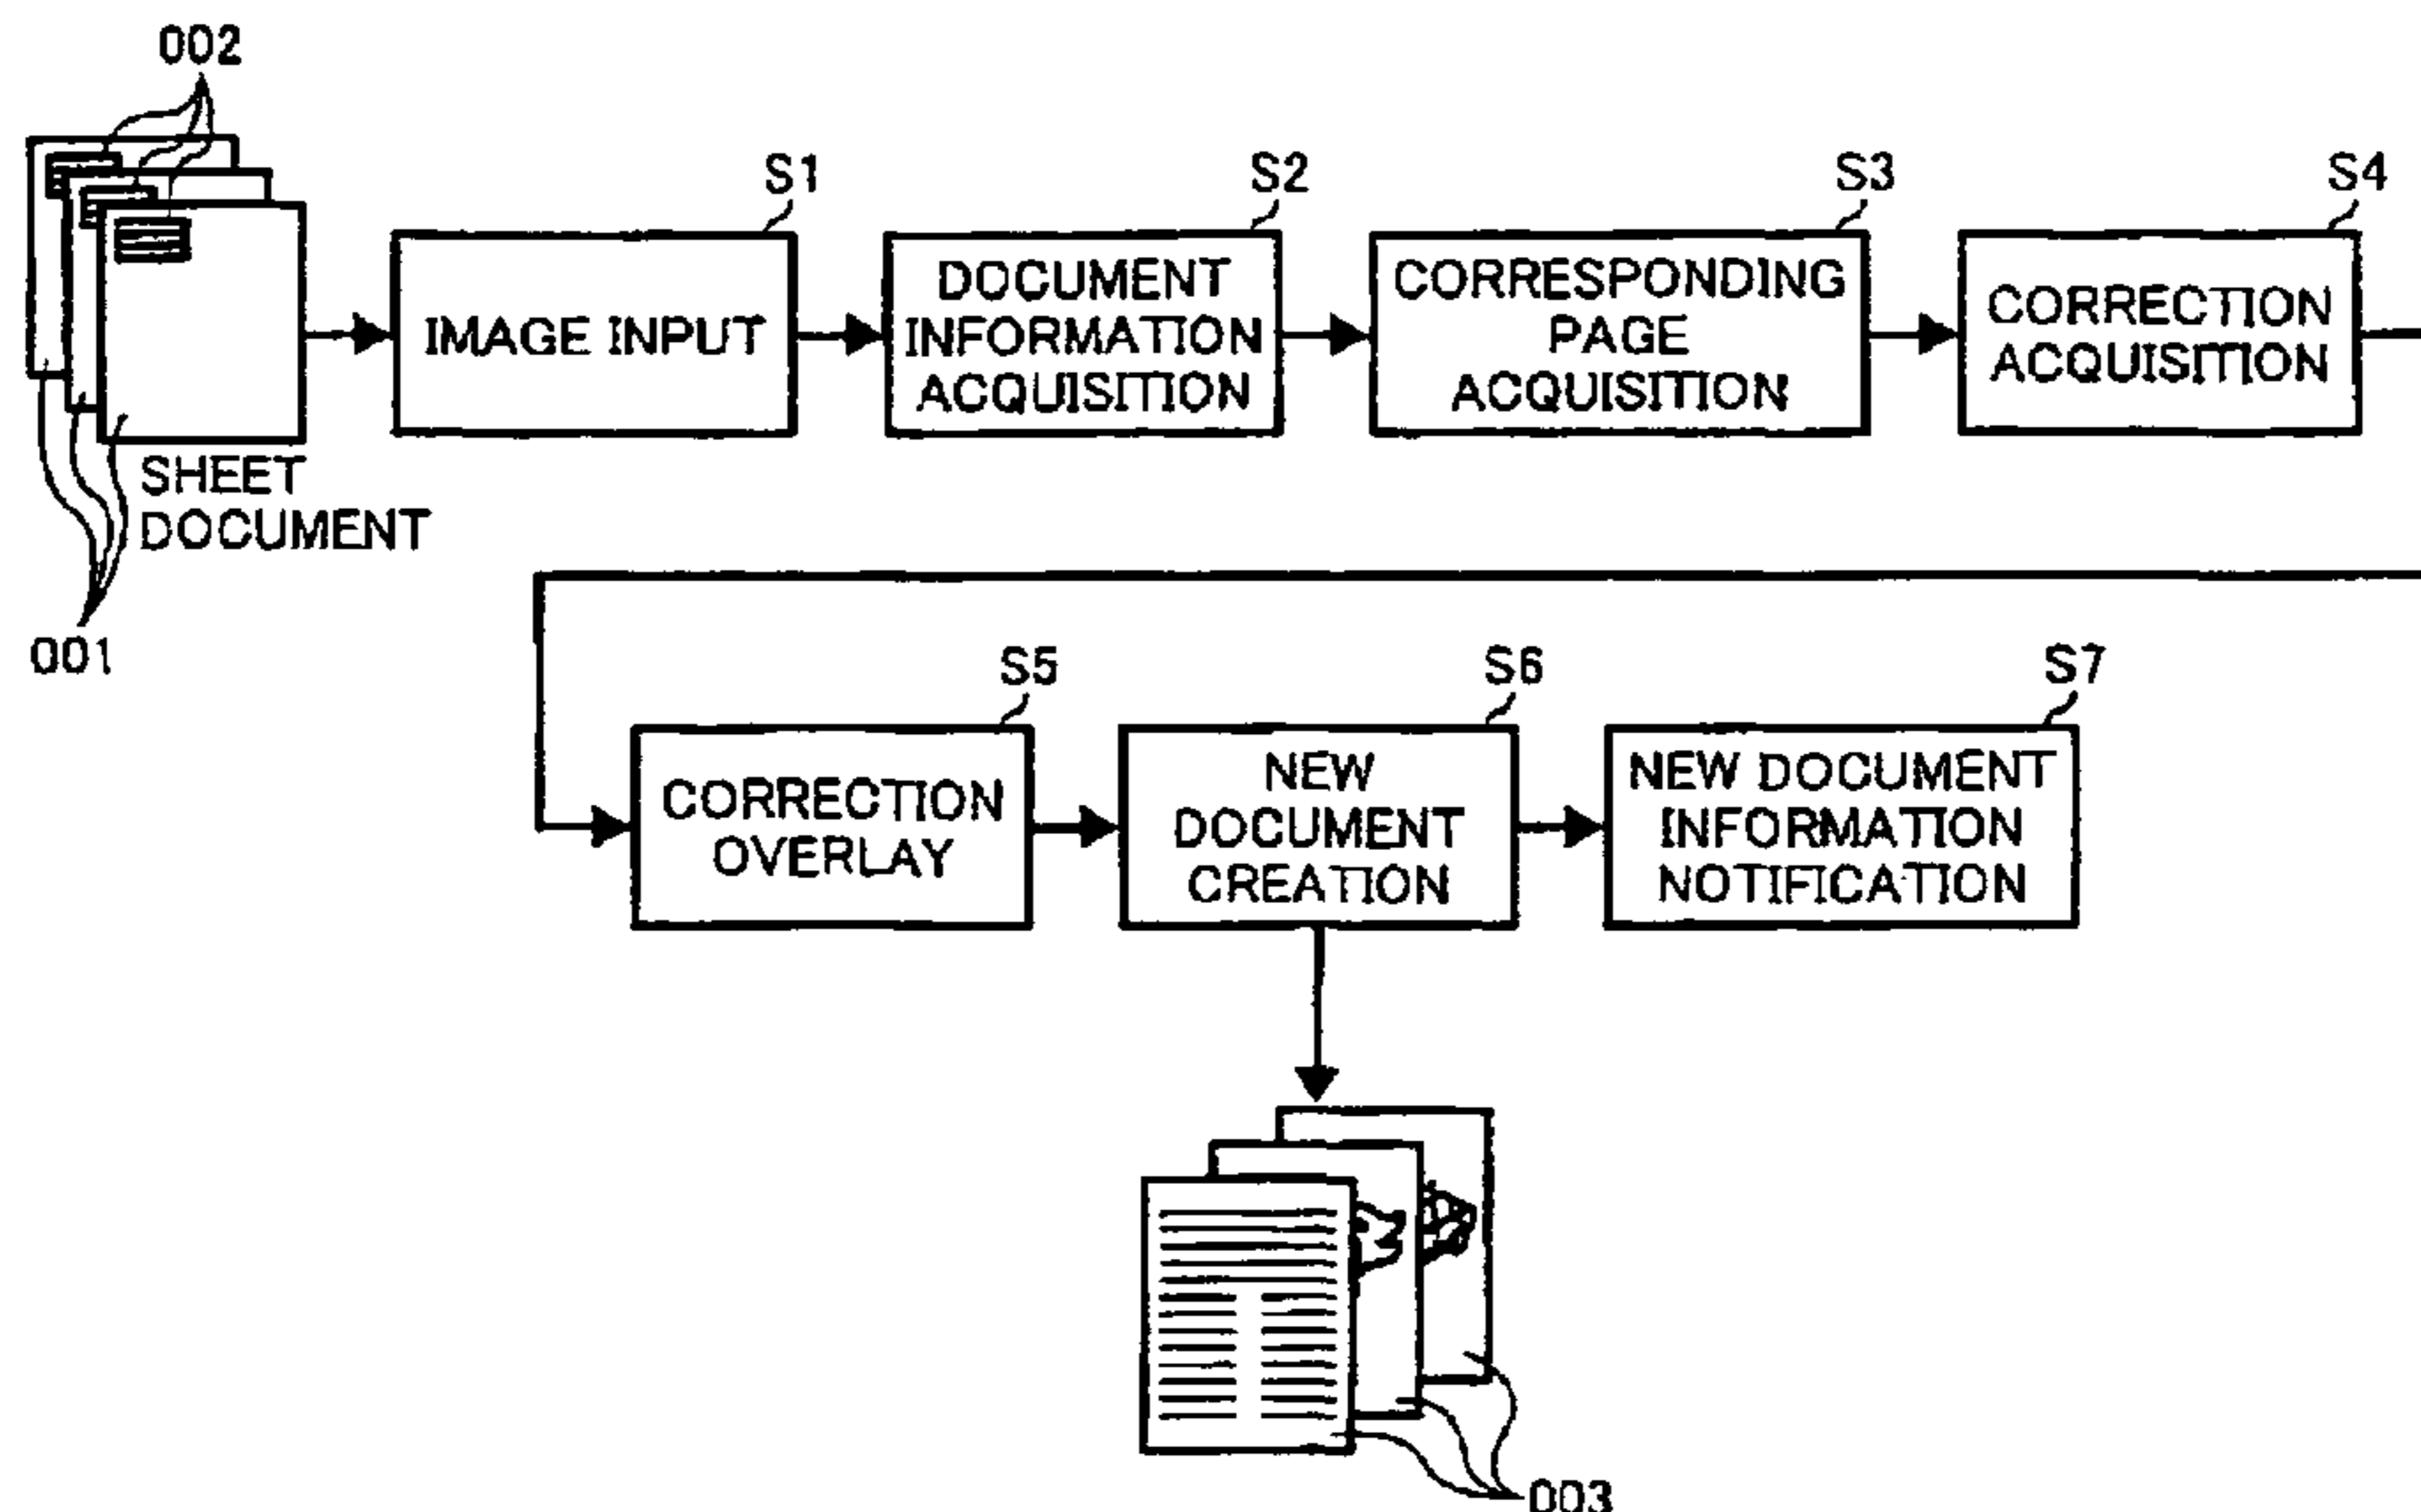 002
S1
S2
S3
S4
IMAGE INPUT
DOCUMENT
INFORMATION
ACQUISITION
CORRESPONDING
PAGE
ACQUISITION
CORRECTION
ACQUISITION
SHEET
DOCUMENT
001
S5
S6
S7
CORRECTION
OVERLAY
NEW
DOCUMENT
CREATION
NEW DOCUMENT
INFORMATION
NOTIFICATION
003